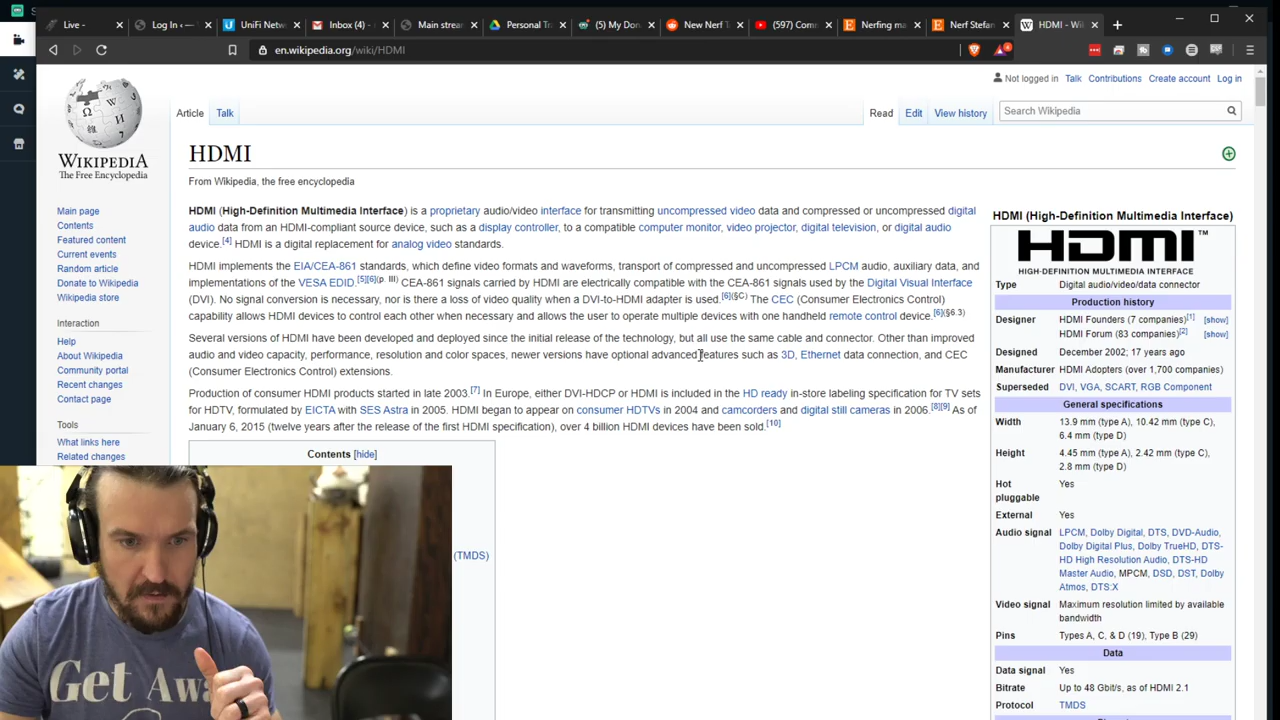 Live -
Log In ‹
UniFi Netw
Inbox (4) -
Main strean
Personal Tra
(5) My Don
New Nerf T
(597) Com
Nerfing ma
Nerf Stefan
HDMI - Wi
en.wikipedia.org/wiki/HDMI
Not logged in Talk Contributions Create account Log in
Article Talk
Read Edit View history
Search Wikipedia
WIKIPEDIA
The Free Encyclopedia
Main page
Contents
Featured content
Current events
Random article
Donate to Wikipedia
Wikipedia store
Interaction
Help
About Wikipedia
Community portal
Recent changes
Contact page
Tools
What links here
Related changes
HDMI
From Wikipedia, the free encyclopedia
HDMI (High-Definition Multimedia Interface) is a proprietary audio/video interface for transmitting uncompressed video data and compressed or uncompressed digital
audio data from an HDMI-compliant source device, such as a display controller, to a compatible computer monitor, video projector, digital television, or digital audio
device.[4] HDMI is a digital replacement for analog video standards.
HDMI implements the EIA/CEA-861 standards, which define video formats and waveforms, transport of compressed and uncompressed LPCM audio, auxiliary data, and
implementations of the VESA EDID.[5][6](p. III) CEA-861 signals carried by HDMI are electrically compatible with the CEA-861 signals used by the Digital Visual Interface
(DVI). No signal conversion is necessary, nor is there a loss of video quality when a DVI-to-HDMI adapter is used.[6](§C) The CEC (Consumer Electronics Control)
capability allows HDMI devices to control each other when necessary and allows the user to operate multiple devices with one handheld remote control device.[6](§6.3)
Several versions of HDMI have been developed and deployed since the initial release of the technology, but all use the same cable and connector. Other than improved
audio and video capacity, performance, resolution and color spaces, newer versions have optional advanced features such as 3D, Ethernet data connection, and CEC
(Consumer Electronics Control) extensions.
Production of consumer HDMI products started in late 2003.[7] In Europe, either DVI-HDCP or HDMI is included in the HD ready in-store labeling specification for TV sets
for HDTV, formulated by EICTA with SES Astra in 2005. HDMI began to appear on consumer HDTVs in 2004 and camcorders and digital still cameras in 2006.[8][9] As of
January 6, 2015 (twelve years after the release of the first HDMI specification), over 4 billion HDMI devices have been sold.[10]
Contents [hide]
(TMDS)
HDMI (High-Definition Multimedia Interface)
HDMI™
HIGH-DEFINITION MULTIMEDIA INTERFACE
Type Digital audio/video/data connector
Production history
Designer HDMI Founders (7 companies)[1] [show]
HDMI Forum (83 companies)[2] [show]
Designed December 2002; 17 years ago
Manufacturer HDMI Adopters (over 1,700 companies)
Superseded DVI, VGA, SCART, RGB Component
General specifications
Width 13.9 mm (type A), 10.42 mm (type C),
6.4 mm (type D)
Height 4.45 mm (type A), 2.42 mm (type C),
2.8 mm (type D)
Hot Yes
pluggable
External Yes
Audio signal LPCM, Dolby Digital, DTS, DVD-Audio,
Dolby Digital Plus, Dolby TrueHD, DTS-
HD High Resolution Audio, DTS-HD
Master Audio, MPCM, DSD, DST, Dolby
Atmos, DTS:X
Video signal Maximum resolution limited by available
bandwidth
Pins Types A, C, & D (19), Type B (29)
Data
Data signal Yes
Bitrate Up to 48 Gbit/s, as of HDMI 2.1
Protocol TMDS
Get Awa